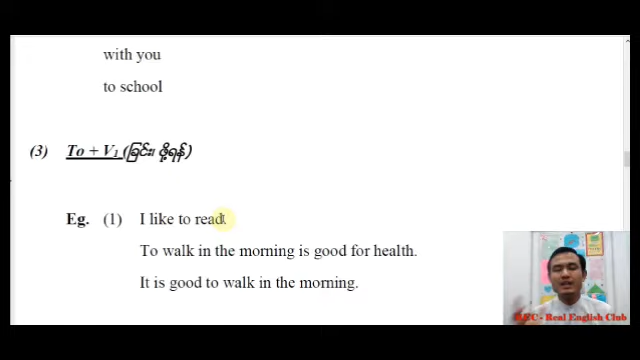 with you
to school
(3) To + V1 (ခြင်း၊ ဖို့ရန်)
Eg. (1) I like to read.
To walk in the morning is good for health.
It is good to walk in the morning.
- Real English Club